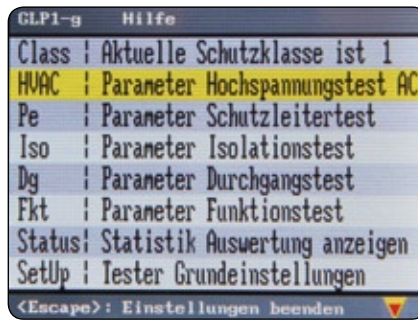 GLP1-g Hilfe
Class ¦ Aktuelle Schutzklasse ist 1
HVAC ¦ Parameter Hochspannungstest AC
Pe ¦ Parameter Schutzleitertest
Iso ¦ Parameter Isolationstest
Dg ¦ Parameter Durchgangstest
Fkt ¦ Parameter Funktionstest
Status¦ Statistik Auswertung anzeigen
SetUp ¦ Tester Grundeinstellungen
<Escape>: Einstellungen beenden